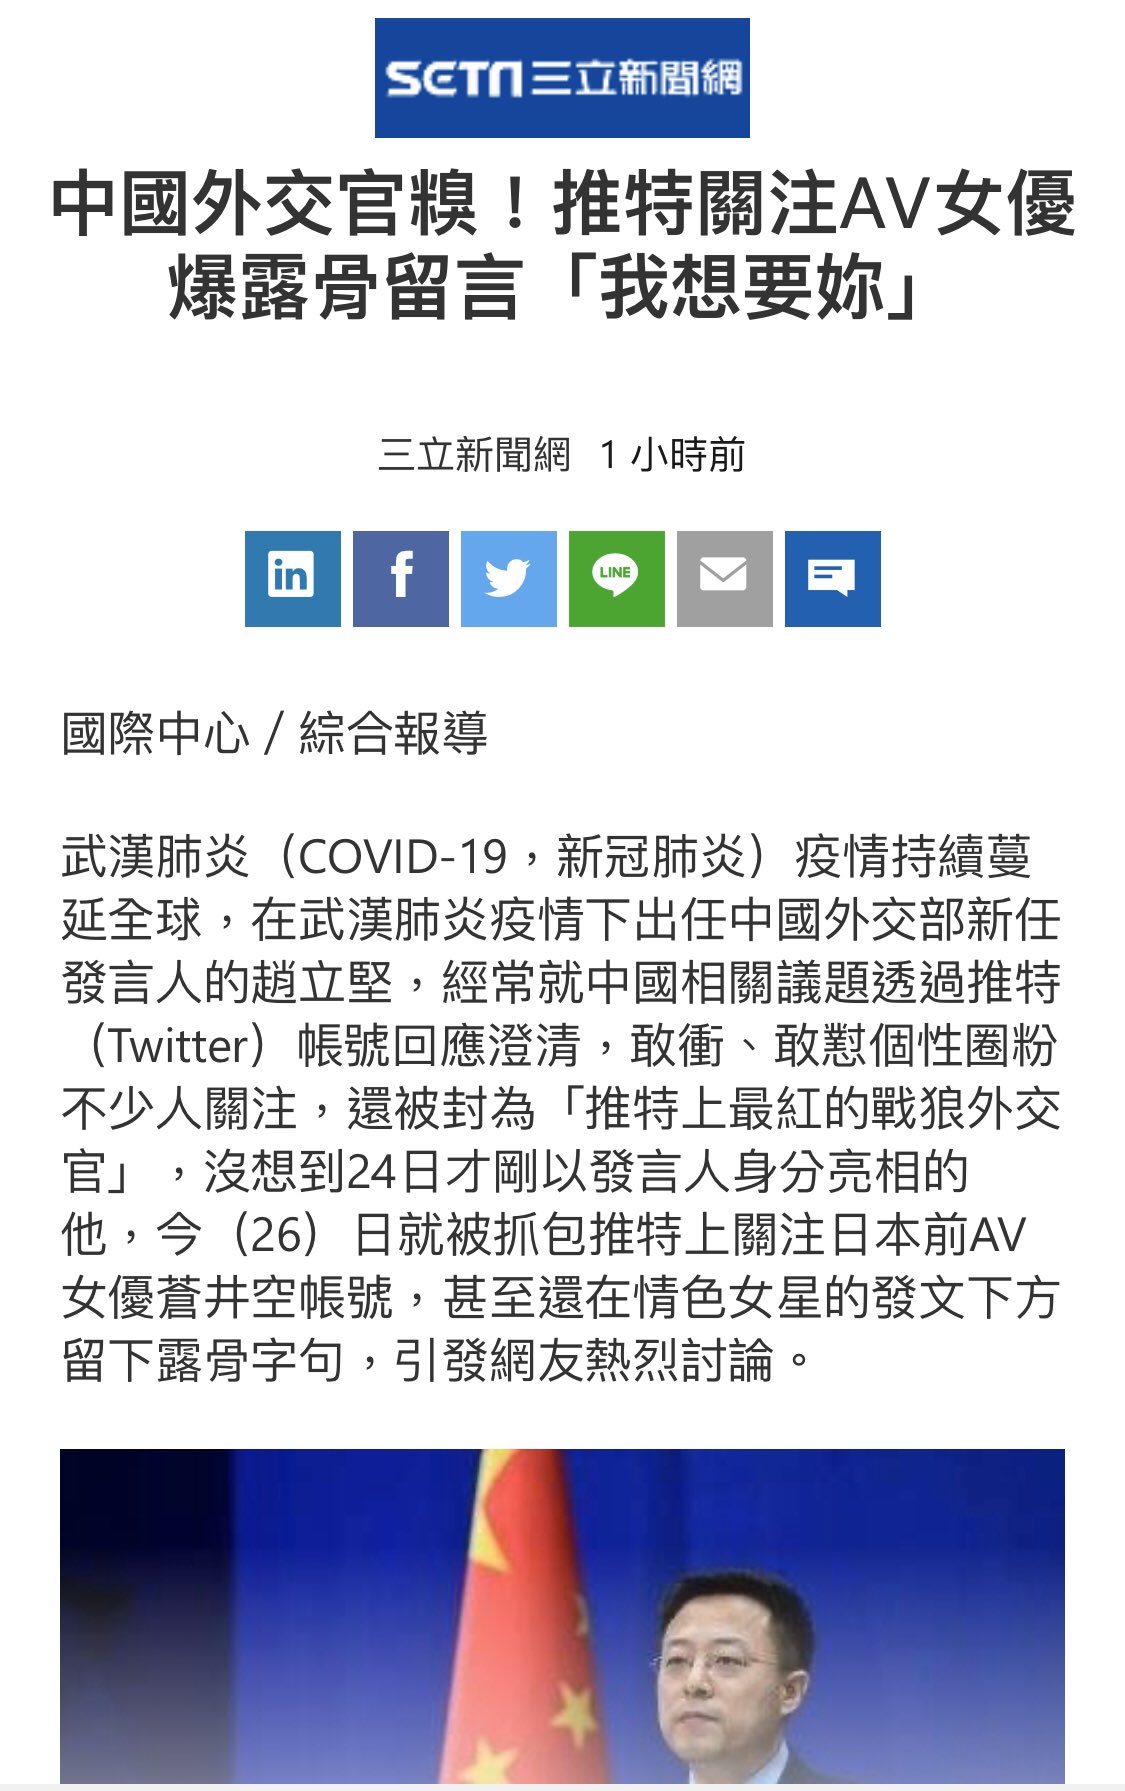 SETN三立新聞網
中國外交官糗！推特關注AV女優
爆露骨留言「我想要妳」
三立新聞網 1 小時前
in
f
LINE
國際中心／綜合報導
武漢肺炎（COVID-19，新冠肺炎）疫情持續蔓
延全球，在武漢肺炎疫情下出任中國外交部新任
發言人的趙立堅，經常就中國相關議題透過推特
（Twitter）帳號回應澄清，敢衝、敢懟個性圈粉
不少人關注，還被封為「推特上最紅的戰狼外交
官」，沒想到24日才剛以發言人身分亮相的
他，今（26）日就被抓包推特上關注日本前AV
女優蒼井空帳號，甚至還在情色女星的發文下方
留下露骨字句，引發網友熱烈討論。